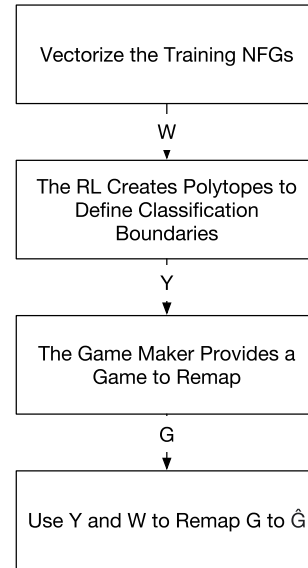 Vectorize the Training NFGs
W
The RL Creates Polytopes to
Define Classification
Boundaries
Y
The Game Maker Provides a
Game to Remap
G
Use Y and W to Remap G to Ĝ